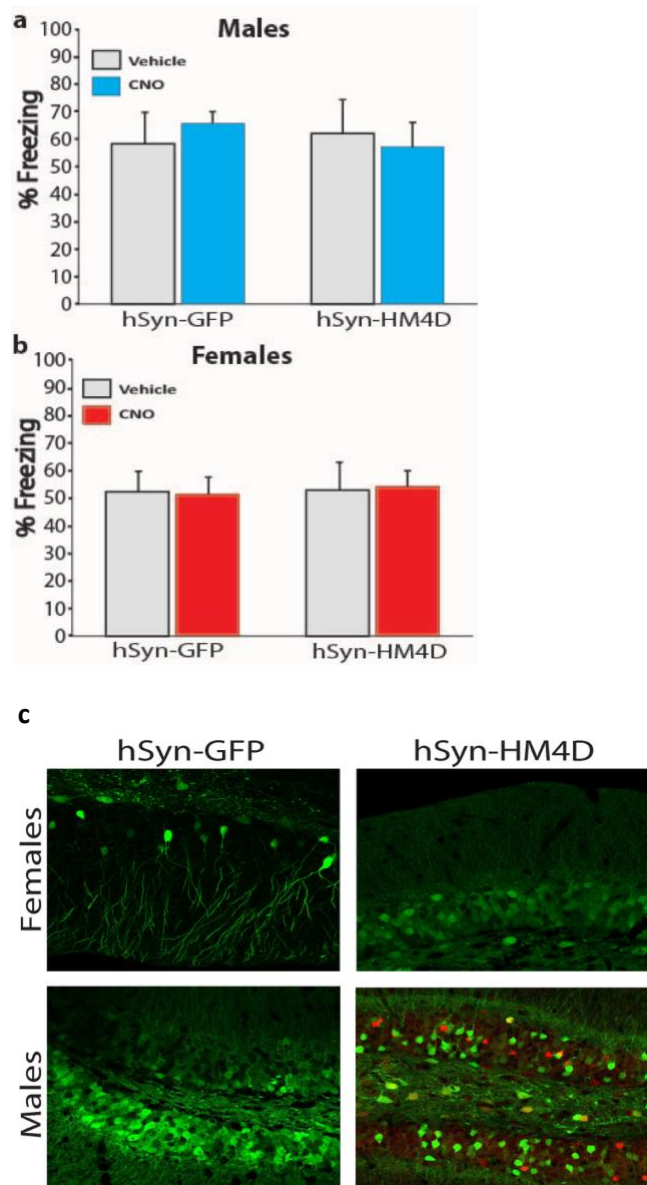 a
Males
100
90
80
70
60
50
40
30
20
10
0
% Freezing
Vehicle
CNO
hSyn-GFP hSyn-HM4D
b
Females
100
90
80
70
60
50
40
30
20
10
0
% Freezing
Vehicle
CNO
hSyn-GFP hSyn-HM4D
c
hSyn-GFP hSyn-HM4D
Females
Males